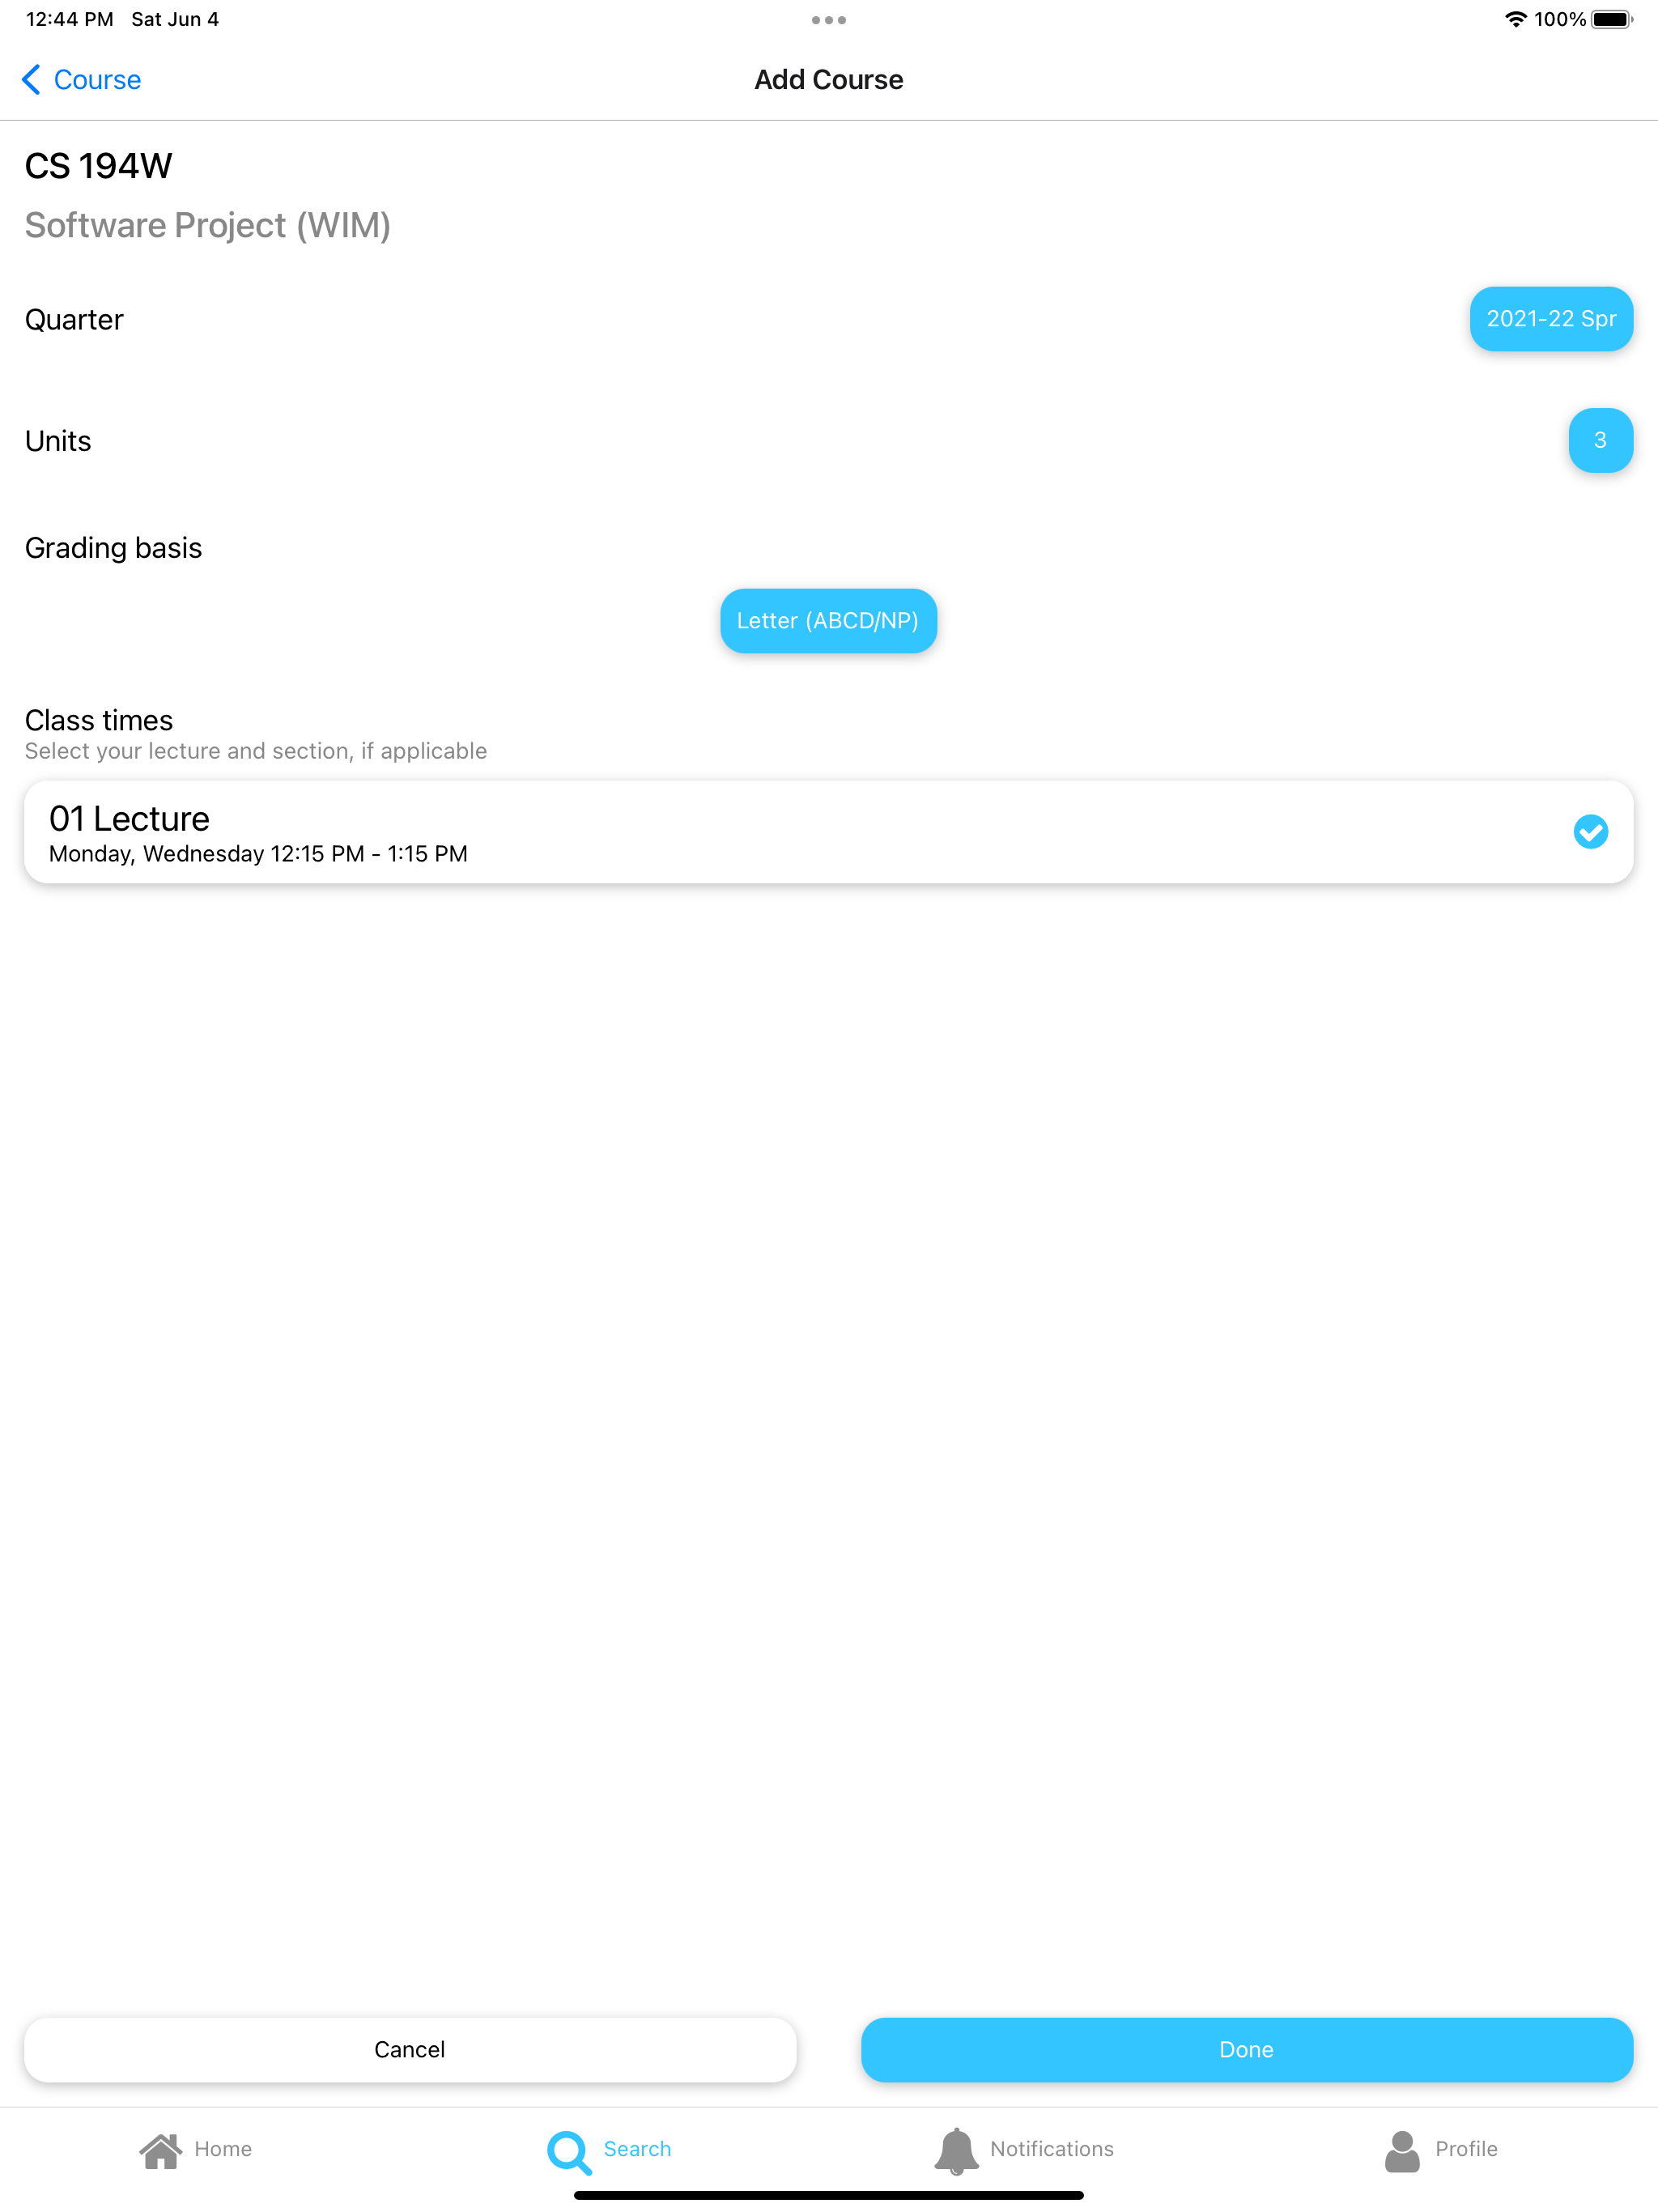 12:44 PM Sat Jun 4
100%
Course
Add Course
CS 194W
Software Project (WIM)
Quarter
2021-22 Spr
Units
3
Grading basis
Letter (ABCD/NP)
Class times
Select your lecture and section, if applicable
01 Lecture
Monday, Wednesday 12:15 PM - 1:15 PM
Cancel
Done
Home
Search
Notifications
Profile